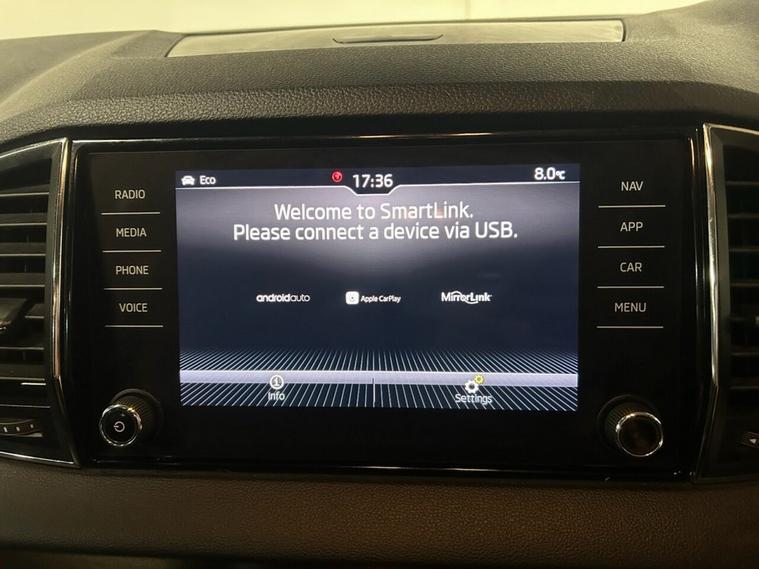 RADIO
MEDIA
PHONE
VOICE
Eco
17:36
8.0°C
Welcome to SmartLink.
Please connect a device via USB.
androidauto
Apple CarPlay
MirrorLink
Info
Settings
NAV
APP
CAR
MENU